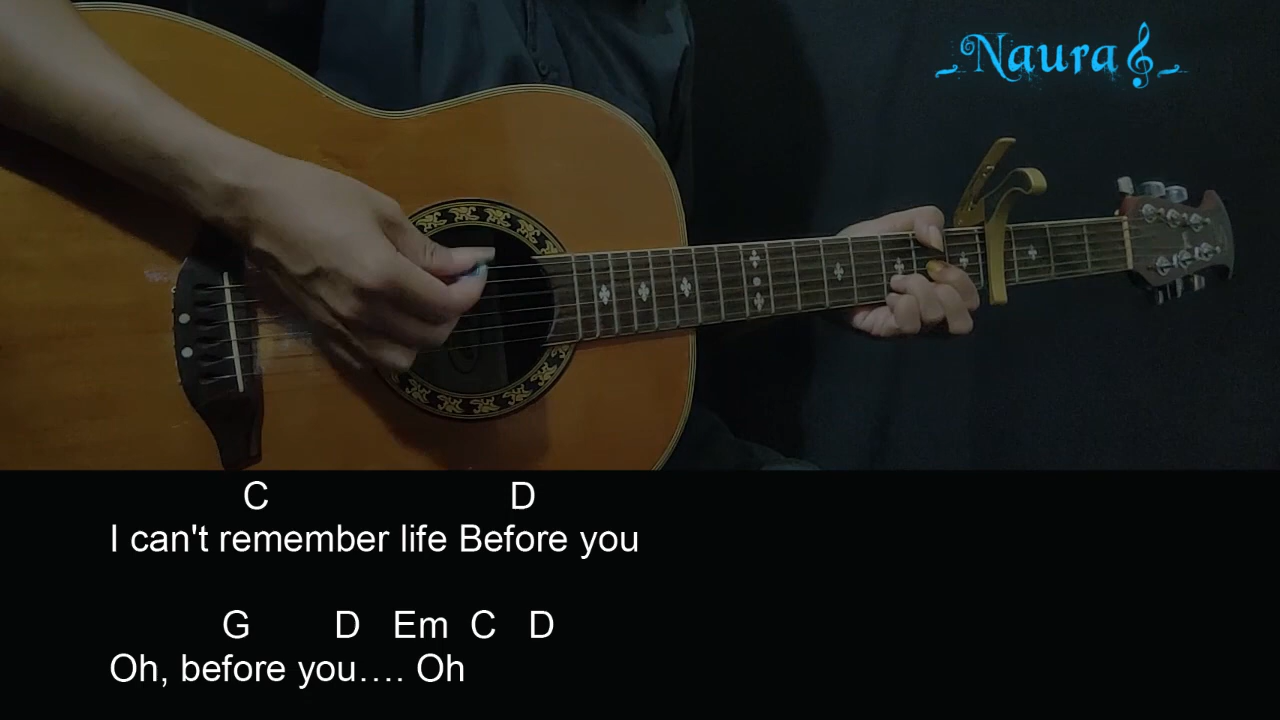 Naura
C D
I can't remember life Before you
G D Em C D
Oh, before you…. Oh